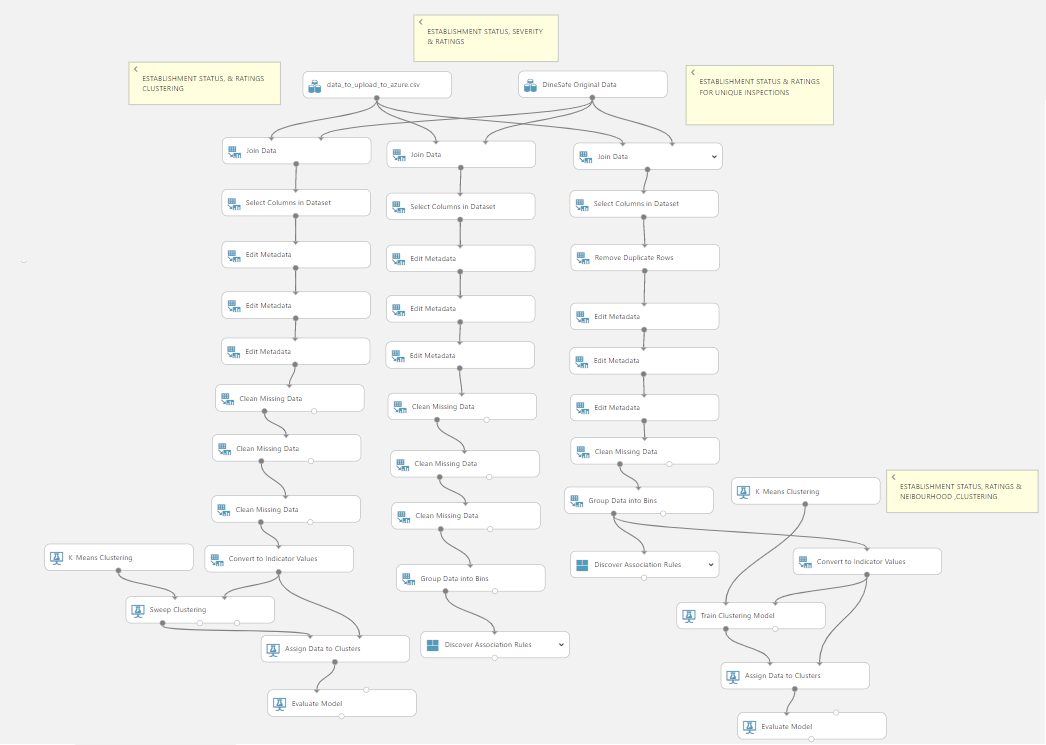 ESTABLISHMENT STATUS, SEVERITY
& RATINGS
ESTABLISHMENT STATUS, & RATINGS
CLUSTERING
data_to_upload_to_azure.csv
DineSafe Original Data
ESTABLISHMENT STATUS & RATINGS
FOR UNIQUE INSPECTIONS
Join Data
Join Data
Join Data
Select Columns in Dataset
Select Columns in Dataset
Select Columns in Dataset
Edit Metadata
Edit Metadata
Remove Duplicate Rows
Edit Metadata
Edit Metadata
Edit Metadata
Edit Metadata
Edit Metadata
Edit Metadata
Clean Missing Data
Clean Missing Data
Edit Metadata
Clean Missing Data
Clean Missing Data
Clean Missing Data
K-Means Clustering
ESTABLISHMENT STATUS, RATINGS &
NEIBOURHOOD ,CLUSTERING
Clean Missing Data
Clean Missing Data
Group Data into Bins
K-Means Clustering
Convert to Indicator Values
Group Data into Bins
Discover Association Rules
Convert to Indicator Values
Sweep Clustering
Train Clustering Model
Assign Data to Clusters
Discover Association Rules
Assign Data to Clusters
Evaluate Model
Evaluate Model